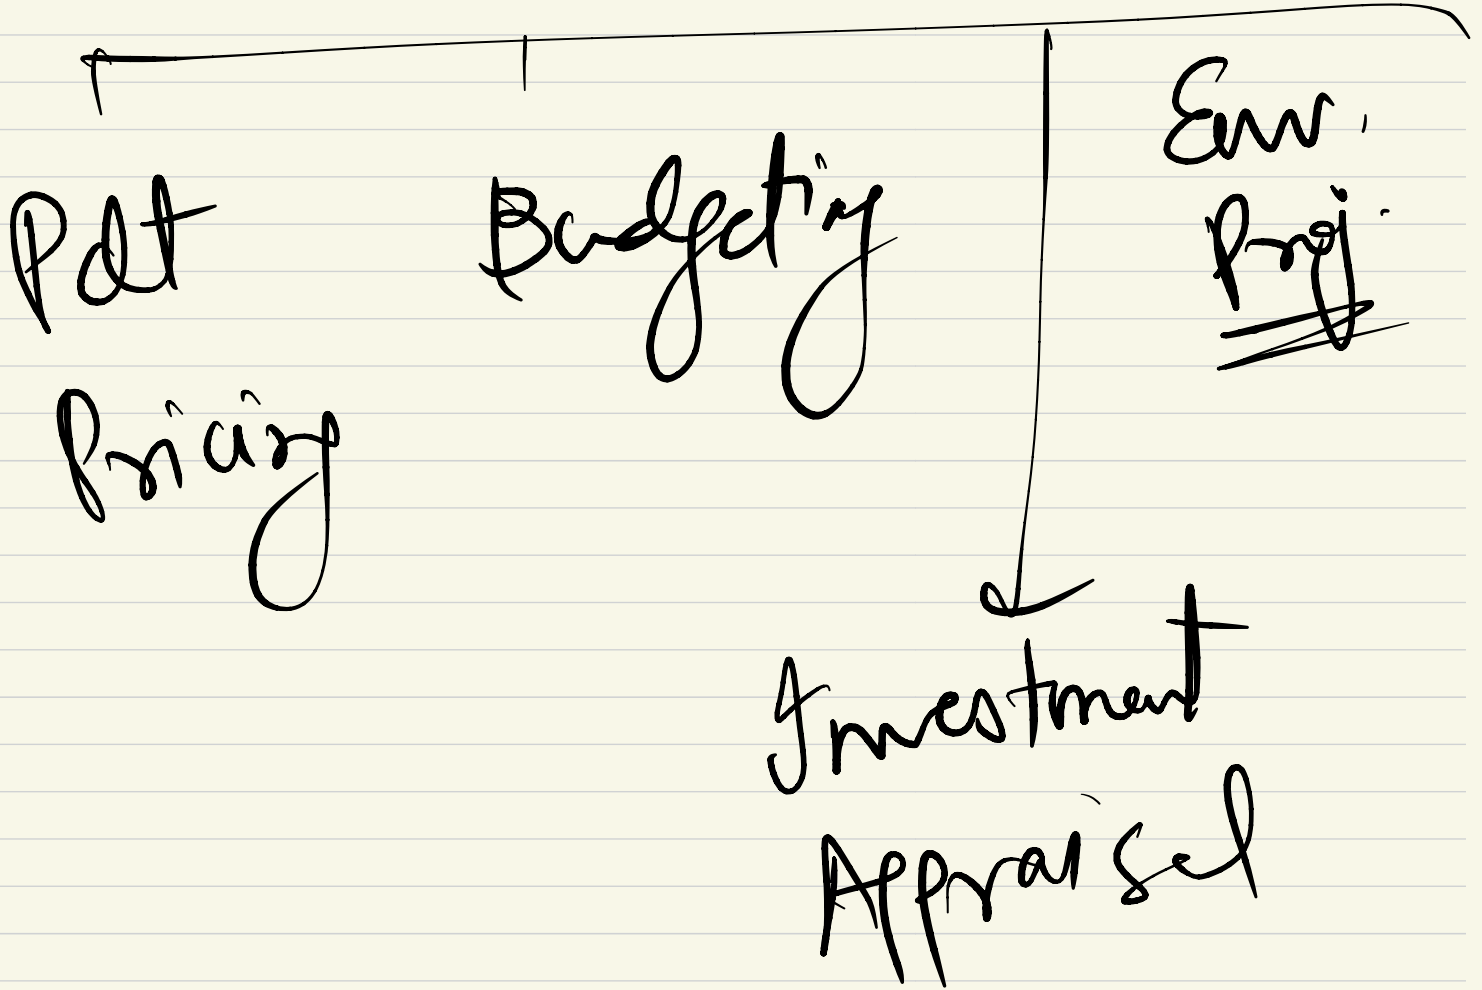 Pdt
Pricing
Budgeting
Env.
Proj.
Investment
Appraisal